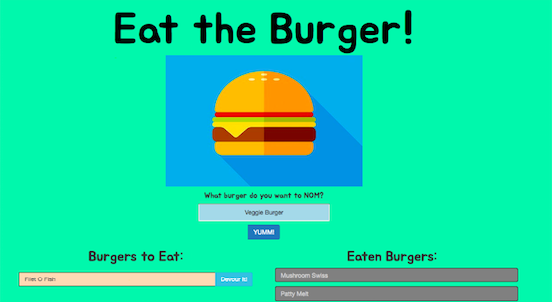 Eat the Burger!
What burger do you want to NOM?
Veggie Burger
YUMM!
Burgers to Eat:
Filet O Fish
Devour It!
Eaten Burgers:
Mushroom Swiss
Patty Melt